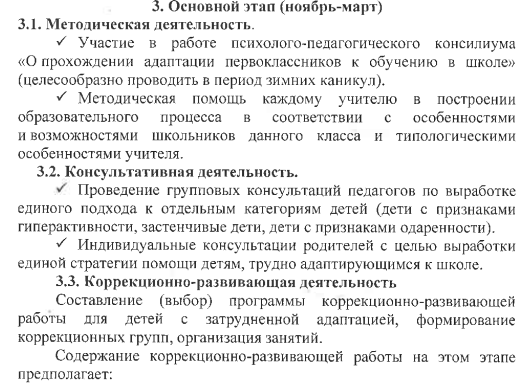 3. Основной этап (ноябрь-март)
3.1. Методическая деятельность.
✓ Участие в работе психолого-педагогического консилиума
«О прохождении адаптации первоклассников к обучению в школе»
(целесообразно проводить в период зимних каникул).
✓ Методическая помощь каждому учителю в построении
образовательного процесса в соответствии с особенностями
и возможностями школьников данного класса и типологическими
особенностями учителя.
3.2. Консультативная деятельность.
✓ Проведение групповых консультаций педагогов по выработке
единого подхода к отдельным категориям детей (дети с признаками
гиперактивности, застенчивые дети, дети с признаками одаренности).
✓ Индивидуальные консультации родителей с целью выработки
единой стратегии помощи детям, трудно адаптирующимся к школе.
3.3. Коррекционно-развивающая деятельность
Составление (выбор) программы коррекционно-развивающей
работы для детей с затрудненной адаптацией, формирование
коррекционных групп, организация занятий.
Содержание коррекционно-развивающей работы на этом этапе
предполагает: